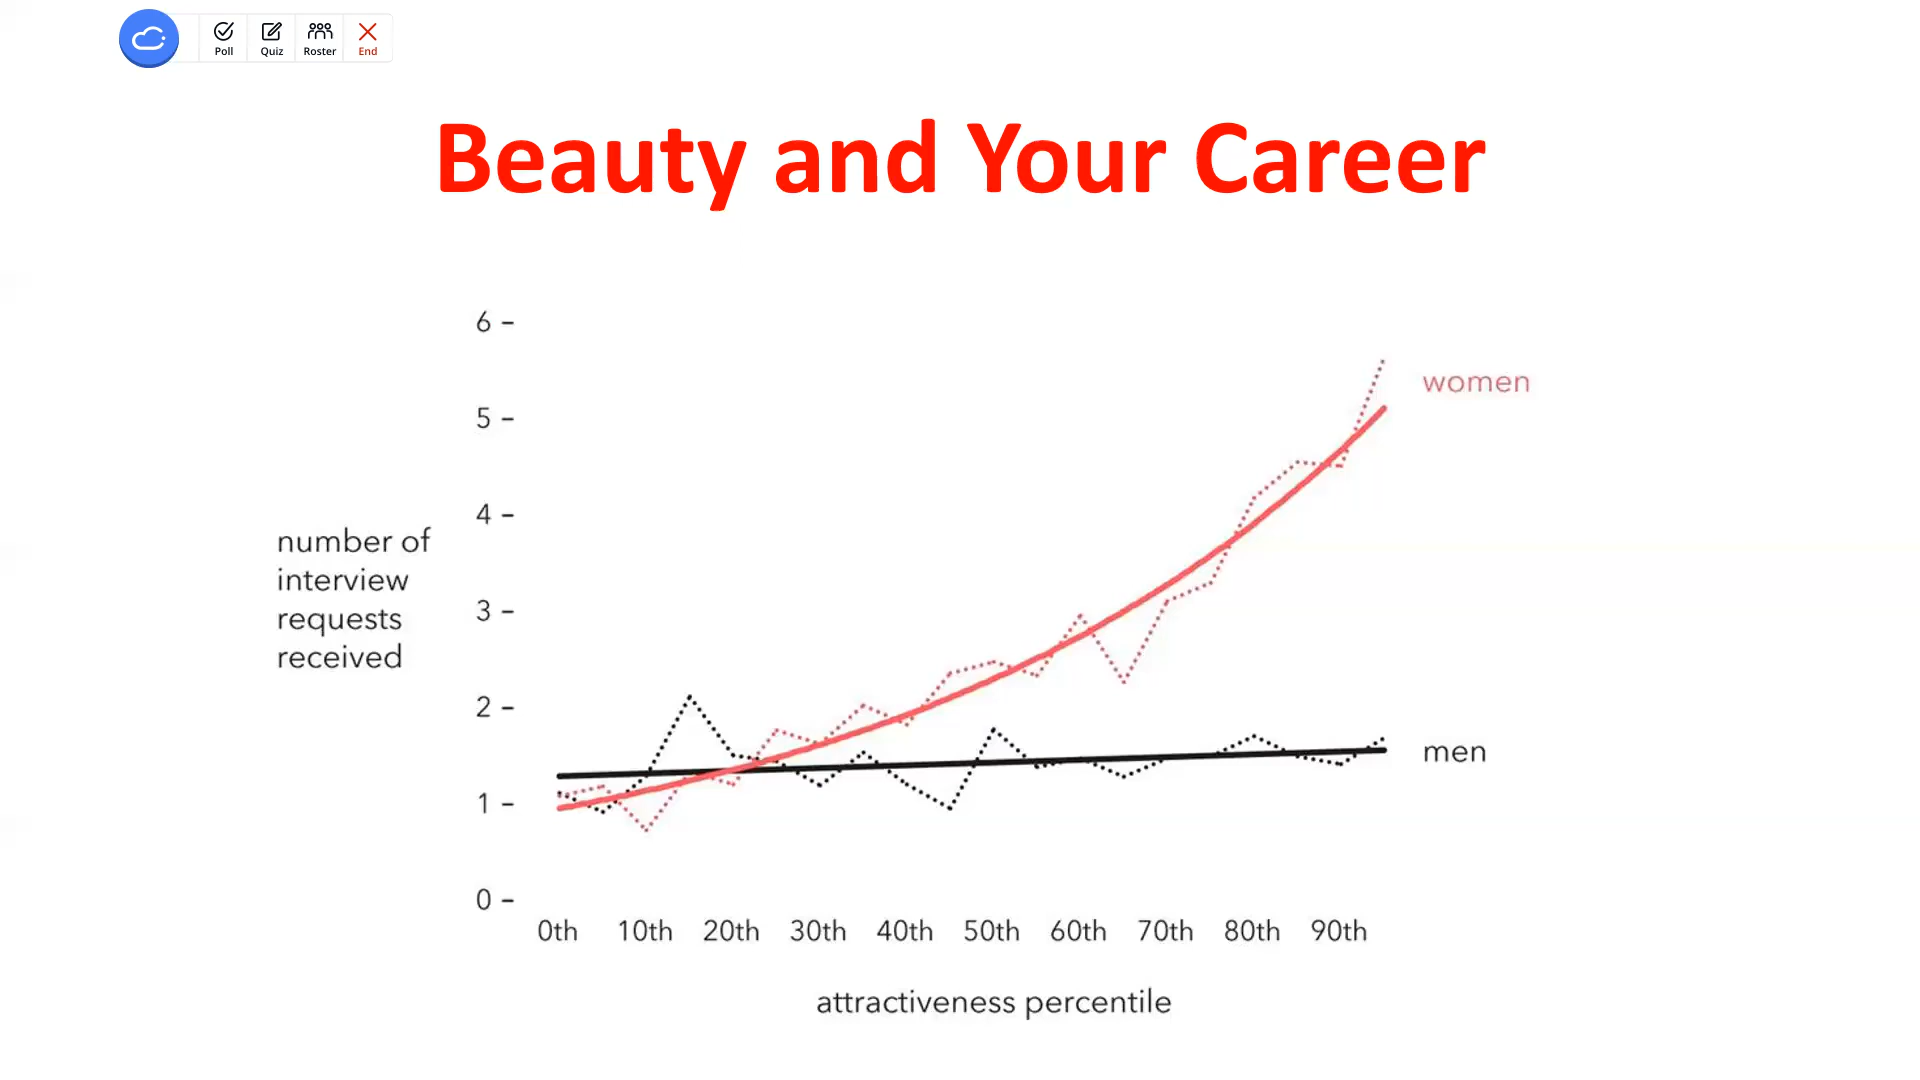 Poll Quiz Roster End
Beauty and Your Career
6 –
women
5 –
4 –
number of
interview
requests
received
3 –
2 –
men
1 –
0 –
0th 10th 20th 30th 40th 50th 60th 70th 80th 90th
attractiveness percentile